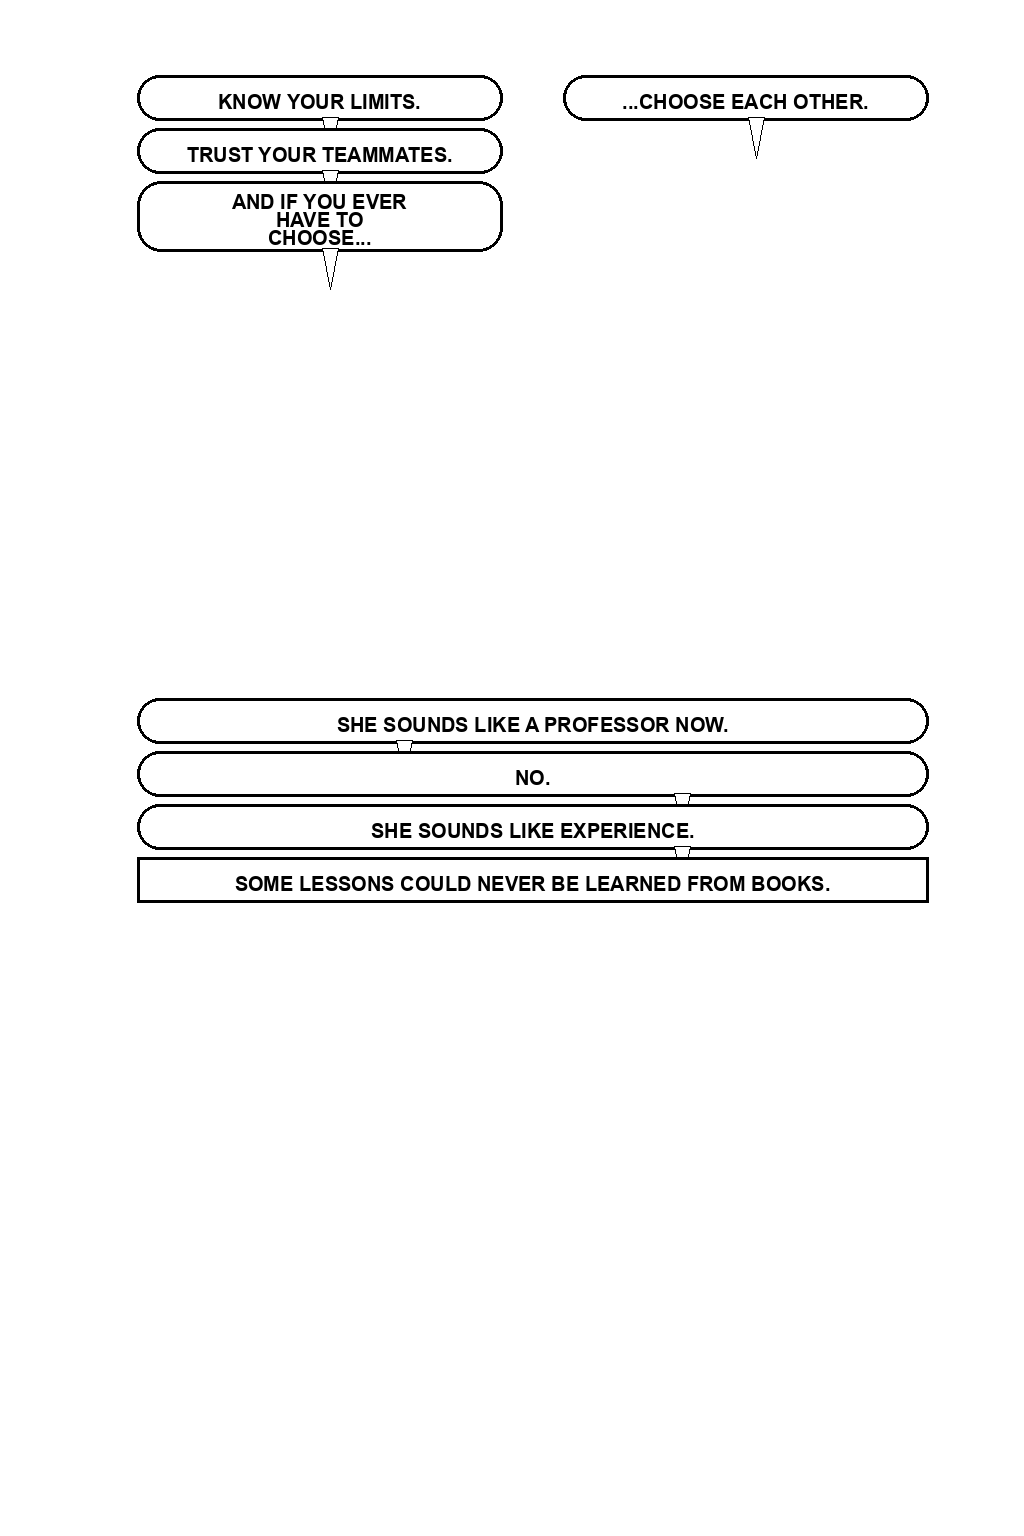 KNOW YOUR LIMITS.
TRUST YOUR TEAMMATES.
AND IF YOU EVER
HAVE TO
CHOOSE...
...CHOOSE EACH OTHER.
SHE SOUNDS LIKE A PROFESSOR NOW.
NO.
SHE SOUNDS LIKE EXPERIENCE.
SOME LESSONS COULD NEVER BE LEARNED FROM BOOKS.